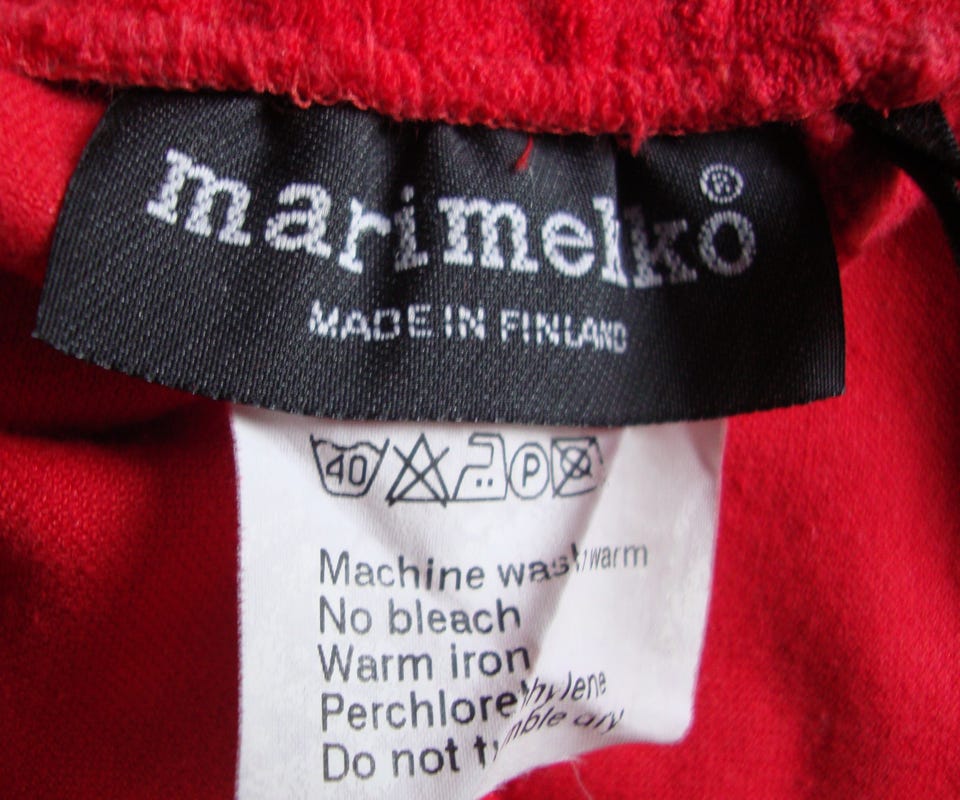 marimekko®
MADE IN FINLAND
40 P
Machine wash warm
No bleach
Warm iron
Perchlorethylene
Do not tumble dry